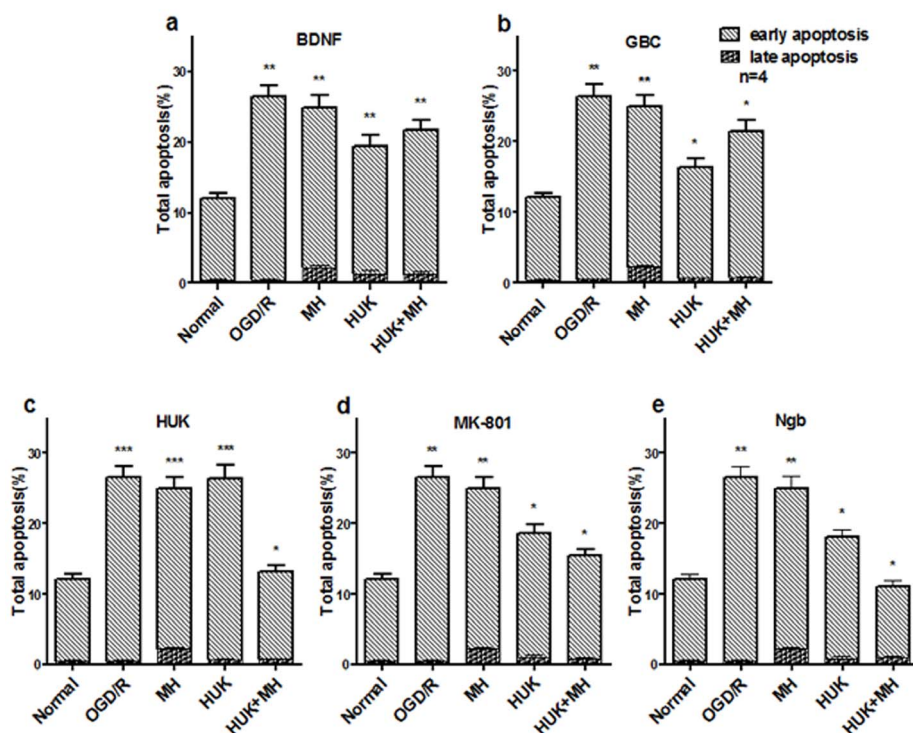 a
BDNF
Total apoptosis(%)
30
20
10
0
** ** ** **
Normal OGD/R MH HUK HUK+MH
b
GBC
early apoptosis
late apoptosis
n=4
Total apoptosis(%)
30
20
10
0
** ** * *
Normal OGD/R MH HUK HUK+MH
c
HUK
Total apoptosis(%)
30
20
10
0
*** *** *** *
Normal OGD/R MH HUK HUK+MH
d
MK-801
Total apoptosis(%)
30
20
10
0
** ** * *
Normal OGD/R MH HUK HUK+MH
e
Ngb
Total apoptosis(%)
30
20
10
0
** ** * *
Normal OGD/R MH HUK HUK+MH